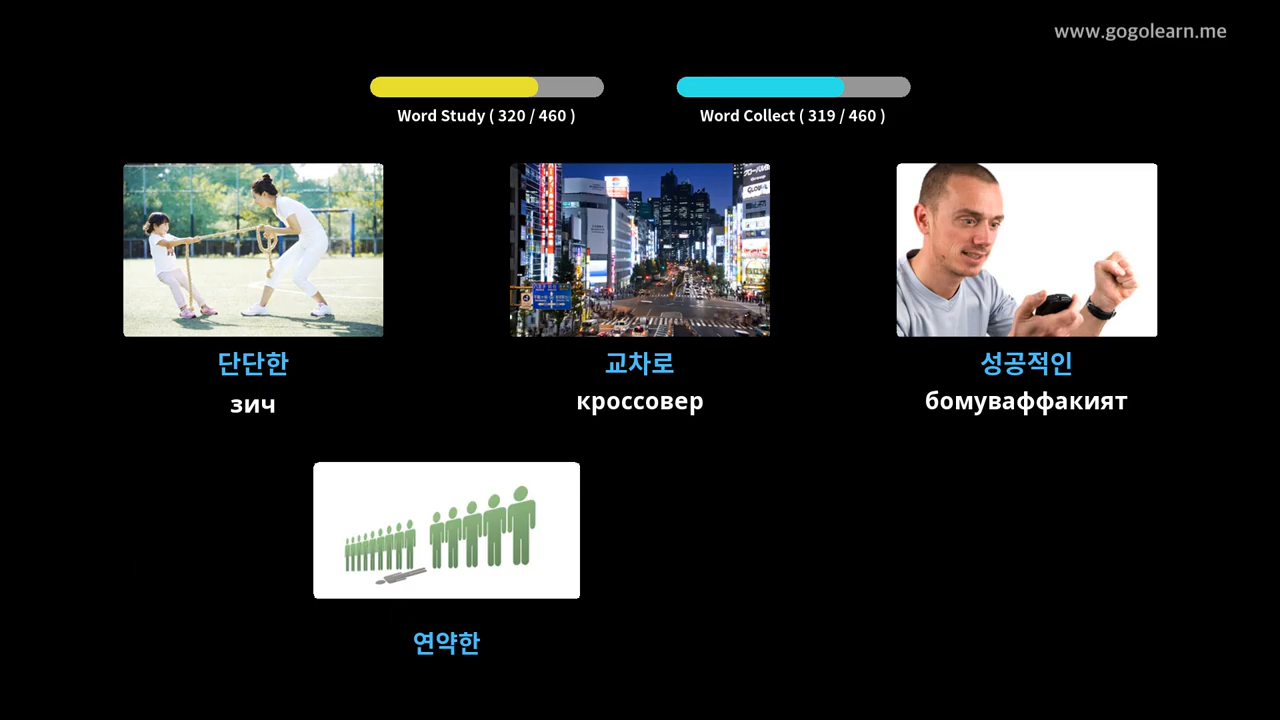 www.gogolearn.me
Word Study ( 320 / 460 )
Word Collect ( 319 / 460 )
단단한
зич
교차로
кроссовер
성공적인
бомуваффакият
연약한